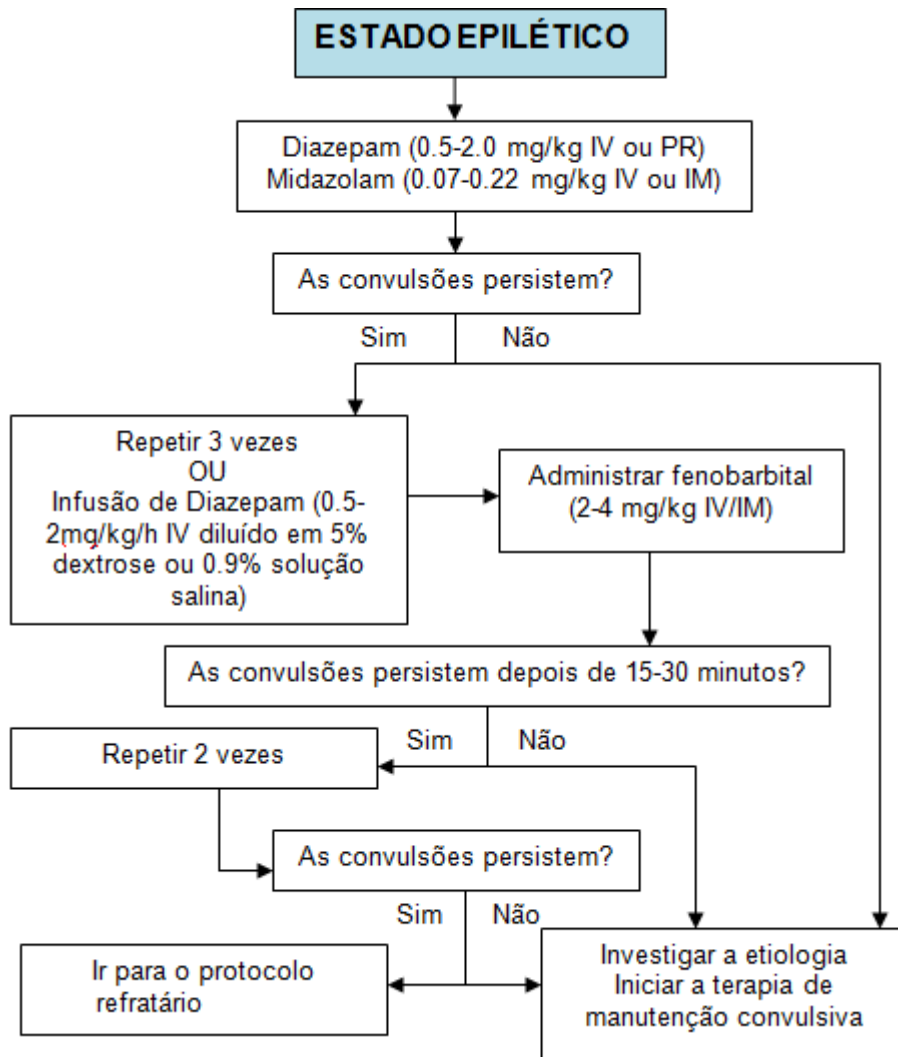 ESTADO EPILÉTICO
Diazepam (0.5-2.0 mg/kg IV ou PR)
Midazolam (0.07-0.22 mg/kg IV ou IM)
As convulsões persistem?
Sim
Não
Repetir 3 vezes
OU
Infusão de Diazepam (0.5-
2mg/kg/h IV diluído em 5%
dextrose ou 0.9% solução
salina)
Administrar fenobarbital
(2-4 mg/kg IV/IM)
As convulsões persistem depois de 15-30 minutos?
Sim
Não
Repetir 2 vezes
As convulsões persistem?
Sim
Não
Ir para o protocolo
refratário
Investigar a etiologia
Iniciar a terapia de
manutenção convulsiva